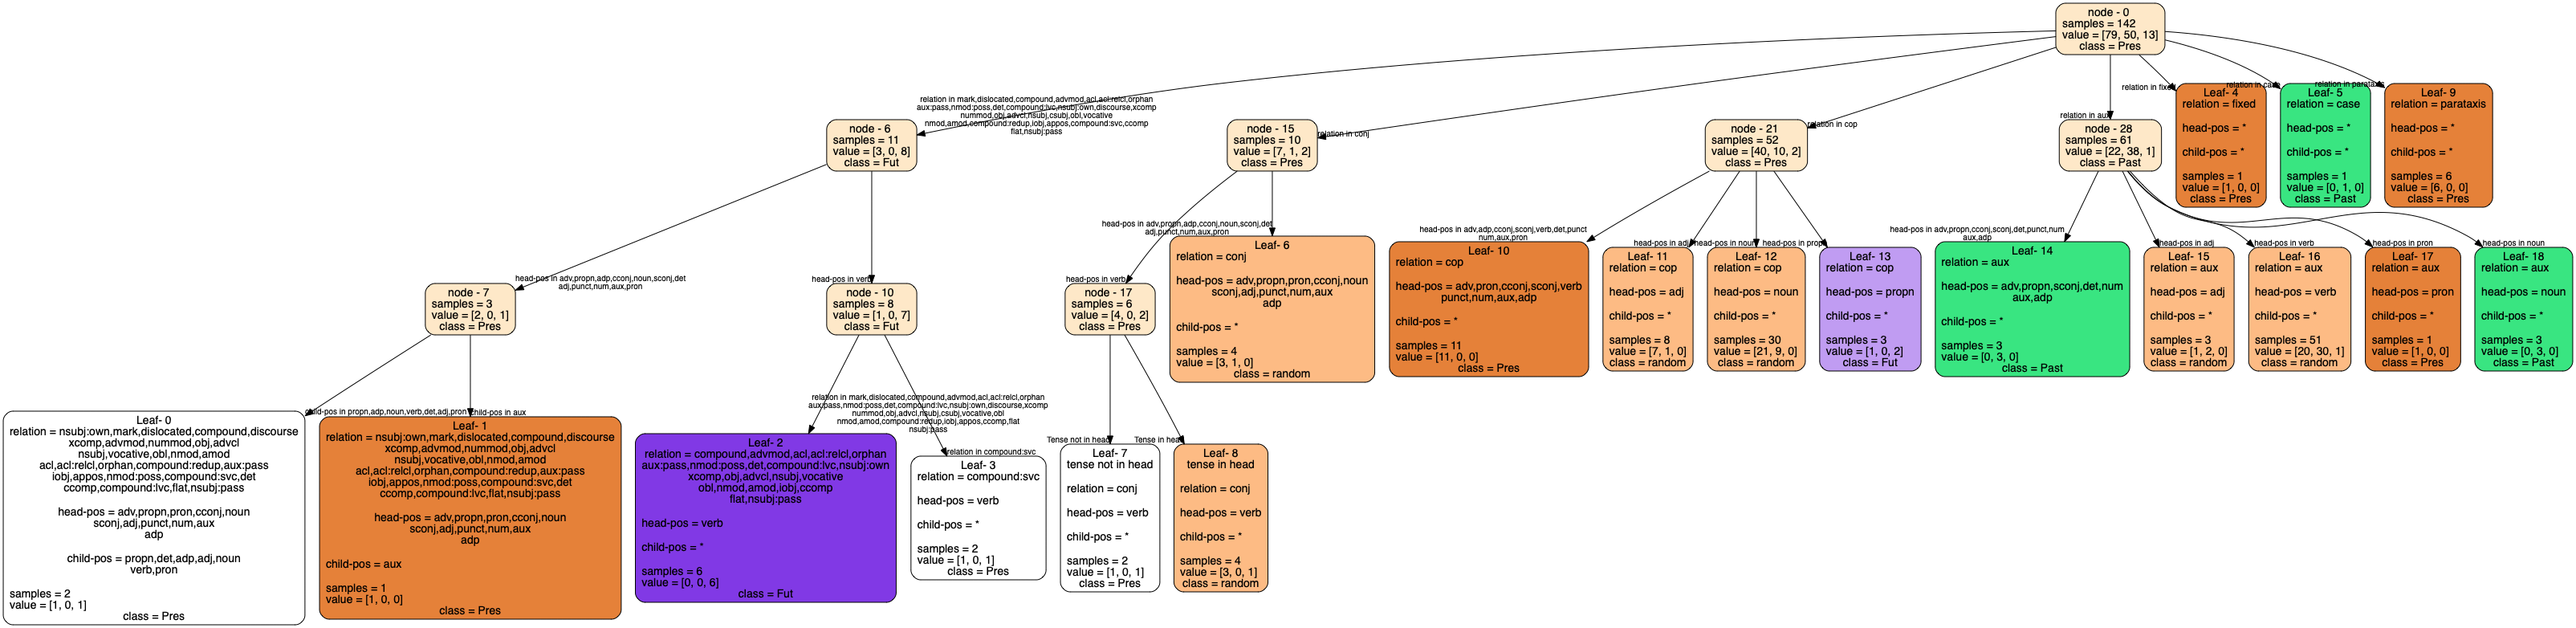 node - 0
samples = 142
value = [79, 50, 13]
class = Pres
relation in mark,dislocated,compound,advmod,acl,acl:relcl,orphan
aux:pass,nmod:poss,det,compound:lvc,nsubj:own,discourse,xcomp
nummod,obj,advcl,nsubj,csubj,obl,vocative
nmod,amod,compound:redup,iobj,appos,compound:svc,ccomp
flat,nsubj:pass
relation in conj
relation in cop
relation in aux
relation in fixed
relation in case
relation in parataxis
node - 6
samples = 11
value = [3, 0, 8]
class = Fut
node - 15
samples = 10
value = [7, 1, 2]
class = Pres
node - 21
samples = 52
value = [40, 10, 2]
class = Pres
node - 28
samples = 61
value = [22, 38, 1]
class = Past
Leaf- 4
relation = fixed
head-pos = *
child-pos = *
samples = 1
value = [1, 0, 0]
class = Pres
Leaf- 5
relation = case
head-pos = *
child-pos = *
samples = 1
value = [0, 1, 0]
class = Past
Leaf- 9
relation = parataxis
head-pos = *
child-pos = *
samples = 6
value = [6, 0, 0]
class = Pres
head-pos in adv,propn,adp,cconj,noun,sconj,det
adj,punct,num,aux,pron
head-pos in verb
node - 7
samples = 3
value = [2, 0, 1]
class = Pres
node - 10
samples = 8
value = [1, 0, 7]
class = Fut
head-pos in verb
node - 17
samples = 6
value = [4, 0, 2]
class = Pres
head-pos in adv,propn,adp,cconj,noun,sconj,det
adj,punct,num,aux,pron
Leaf- 6
relation = conj
head-pos = adv,propn,pron,cconj,noun
sconj,adj,punct,num,aux
adp
child-pos = *
samples = 4
value = [3, 1, 0]
class = random
head-pos in adv,adp,cconj,sconj,verb,det,punct
num,aux,pron
Leaf- 10
relation = cop
head-pos = adv,pron,cconj,sconj,verb
punct,num,aux,adp
child-pos = *
samples = 11
value = [11, 0, 0]
class = Pres
head-pos in adj
Leaf- 11
relation = cop
head-pos = adj
child-pos = *
samples = 8
value = [7, 1, 0]
class = random
head-pos in noun
Leaf- 12
relation = cop
head-pos = noun
child-pos = *
samples = 30
value = [21, 9, 0]
class = random
head-pos in propn
Leaf- 13
relation = cop
head-pos = propn
child-pos = *
samples = 3
value = [1, 0, 2]
class = Fut
head-pos in adv,propn,cconj,sconj,det,punct,num
aux,adp
Leaf- 14
relation = aux
head-pos = adv,propn,sconj,det,num
aux,adp
child-pos = *
samples = 3
value = [0, 3, 0]
class = Past
head-pos in adj
Leaf- 15
relation = aux
head-pos = adj
child-pos = *
samples = 3
value = [1, 2, 0]
class = random
head-pos in verb
Leaf- 16
relation = aux
head-pos = verb
child-pos = *
samples = 51
value = [20, 30, 1]
class = random
head-pos in pron
Leaf- 17
relation = aux
head-pos = pron
child-pos = *
samples = 1
value = [1, 0, 0]
class = Pres
head-pos in noun
Leaf- 18
relation = aux
head-pos = noun
child-pos = *
samples = 3
value = [0, 3, 0]
class = Past
child-pos in propn,adp,noun,verb,det,adj,pron
Leaf- 0
relation = nsubj:own,mark,dislocated,compound,discourse
xcomp,advmod,nummod,obj,advcl
nsubj,vocative,obl,nmod,amod
acl,acl:relcl,orphan,compound:redup,aux:pass
iobj,appos,nmod:poss,compound:svc,det
ccomp,compound:lvc,flat,nsubj:pass
head-pos = adv,propn,pron,cconj,noun
sconj,adj,punct,num,aux
adp
child-pos = propn,det,adp,adj,noun
verb,pron
samples = 2
value = [1, 0, 1]
class = Pres
child-pos in aux
Leaf- 1
relation = nsubj:own,mark,dislocated,compound,discourse
xcomp,advmod,nummod,obj,advcl
nsubj,vocative,obl,nmod,amod
acl,acl:relcl,orphan,compound:redup,aux:pass
iobj,appos,nmod:poss,compound:svc,det
ccomp,compound:lvc,flat,nsubj:pass
head-pos = adv,propn,pron,cconj,noun
sconj,adj,punct,num,aux
adp
child-pos = aux
samples = 1
value = [1, 0, 0]
class = Pres
relation in mark,dislocated,compound,advmod,acl,acl:relcl,orphan
aux:pass,nmod:poss,det,compound:lvc,nsubj:own,discourse,xcomp
nummod,obj,advcl,nsubj,csubj,vocative,obl
nmod,amod,compound:redup,iobj,appos,ccomp,flat
nsubj:pass
Leaf- 2
relation = compound,advmod,acl,acl:relcl,orphan
aux:pass,nmod:poss,det,compound:lvc,nsubj:own
xcomp,obj,advcl,nsubj,vocative
obl,nmod,amod,iobj,ccomp
flat,nsubj:pass
head-pos = verb
child-pos = *
samples = 6
value = [0, 0, 6]
class = Fut
relation in compound:svc
Leaf- 3
relation = compound:svc
head-pos = verb
child-pos = *
samples = 2
value = [1, 0, 1]
class = Pres
Tense not in head
Leaf- 7
tense not in head
relation = conj
head-pos = verb
child-pos = *
samples = 2
value = [1, 0, 1]
class = Pres
Tense in head
Leaf- 8
tense in head
relation = conj
head-pos = verb
child-pos = *
samples = 4
value = [3, 0, 1]
class = random